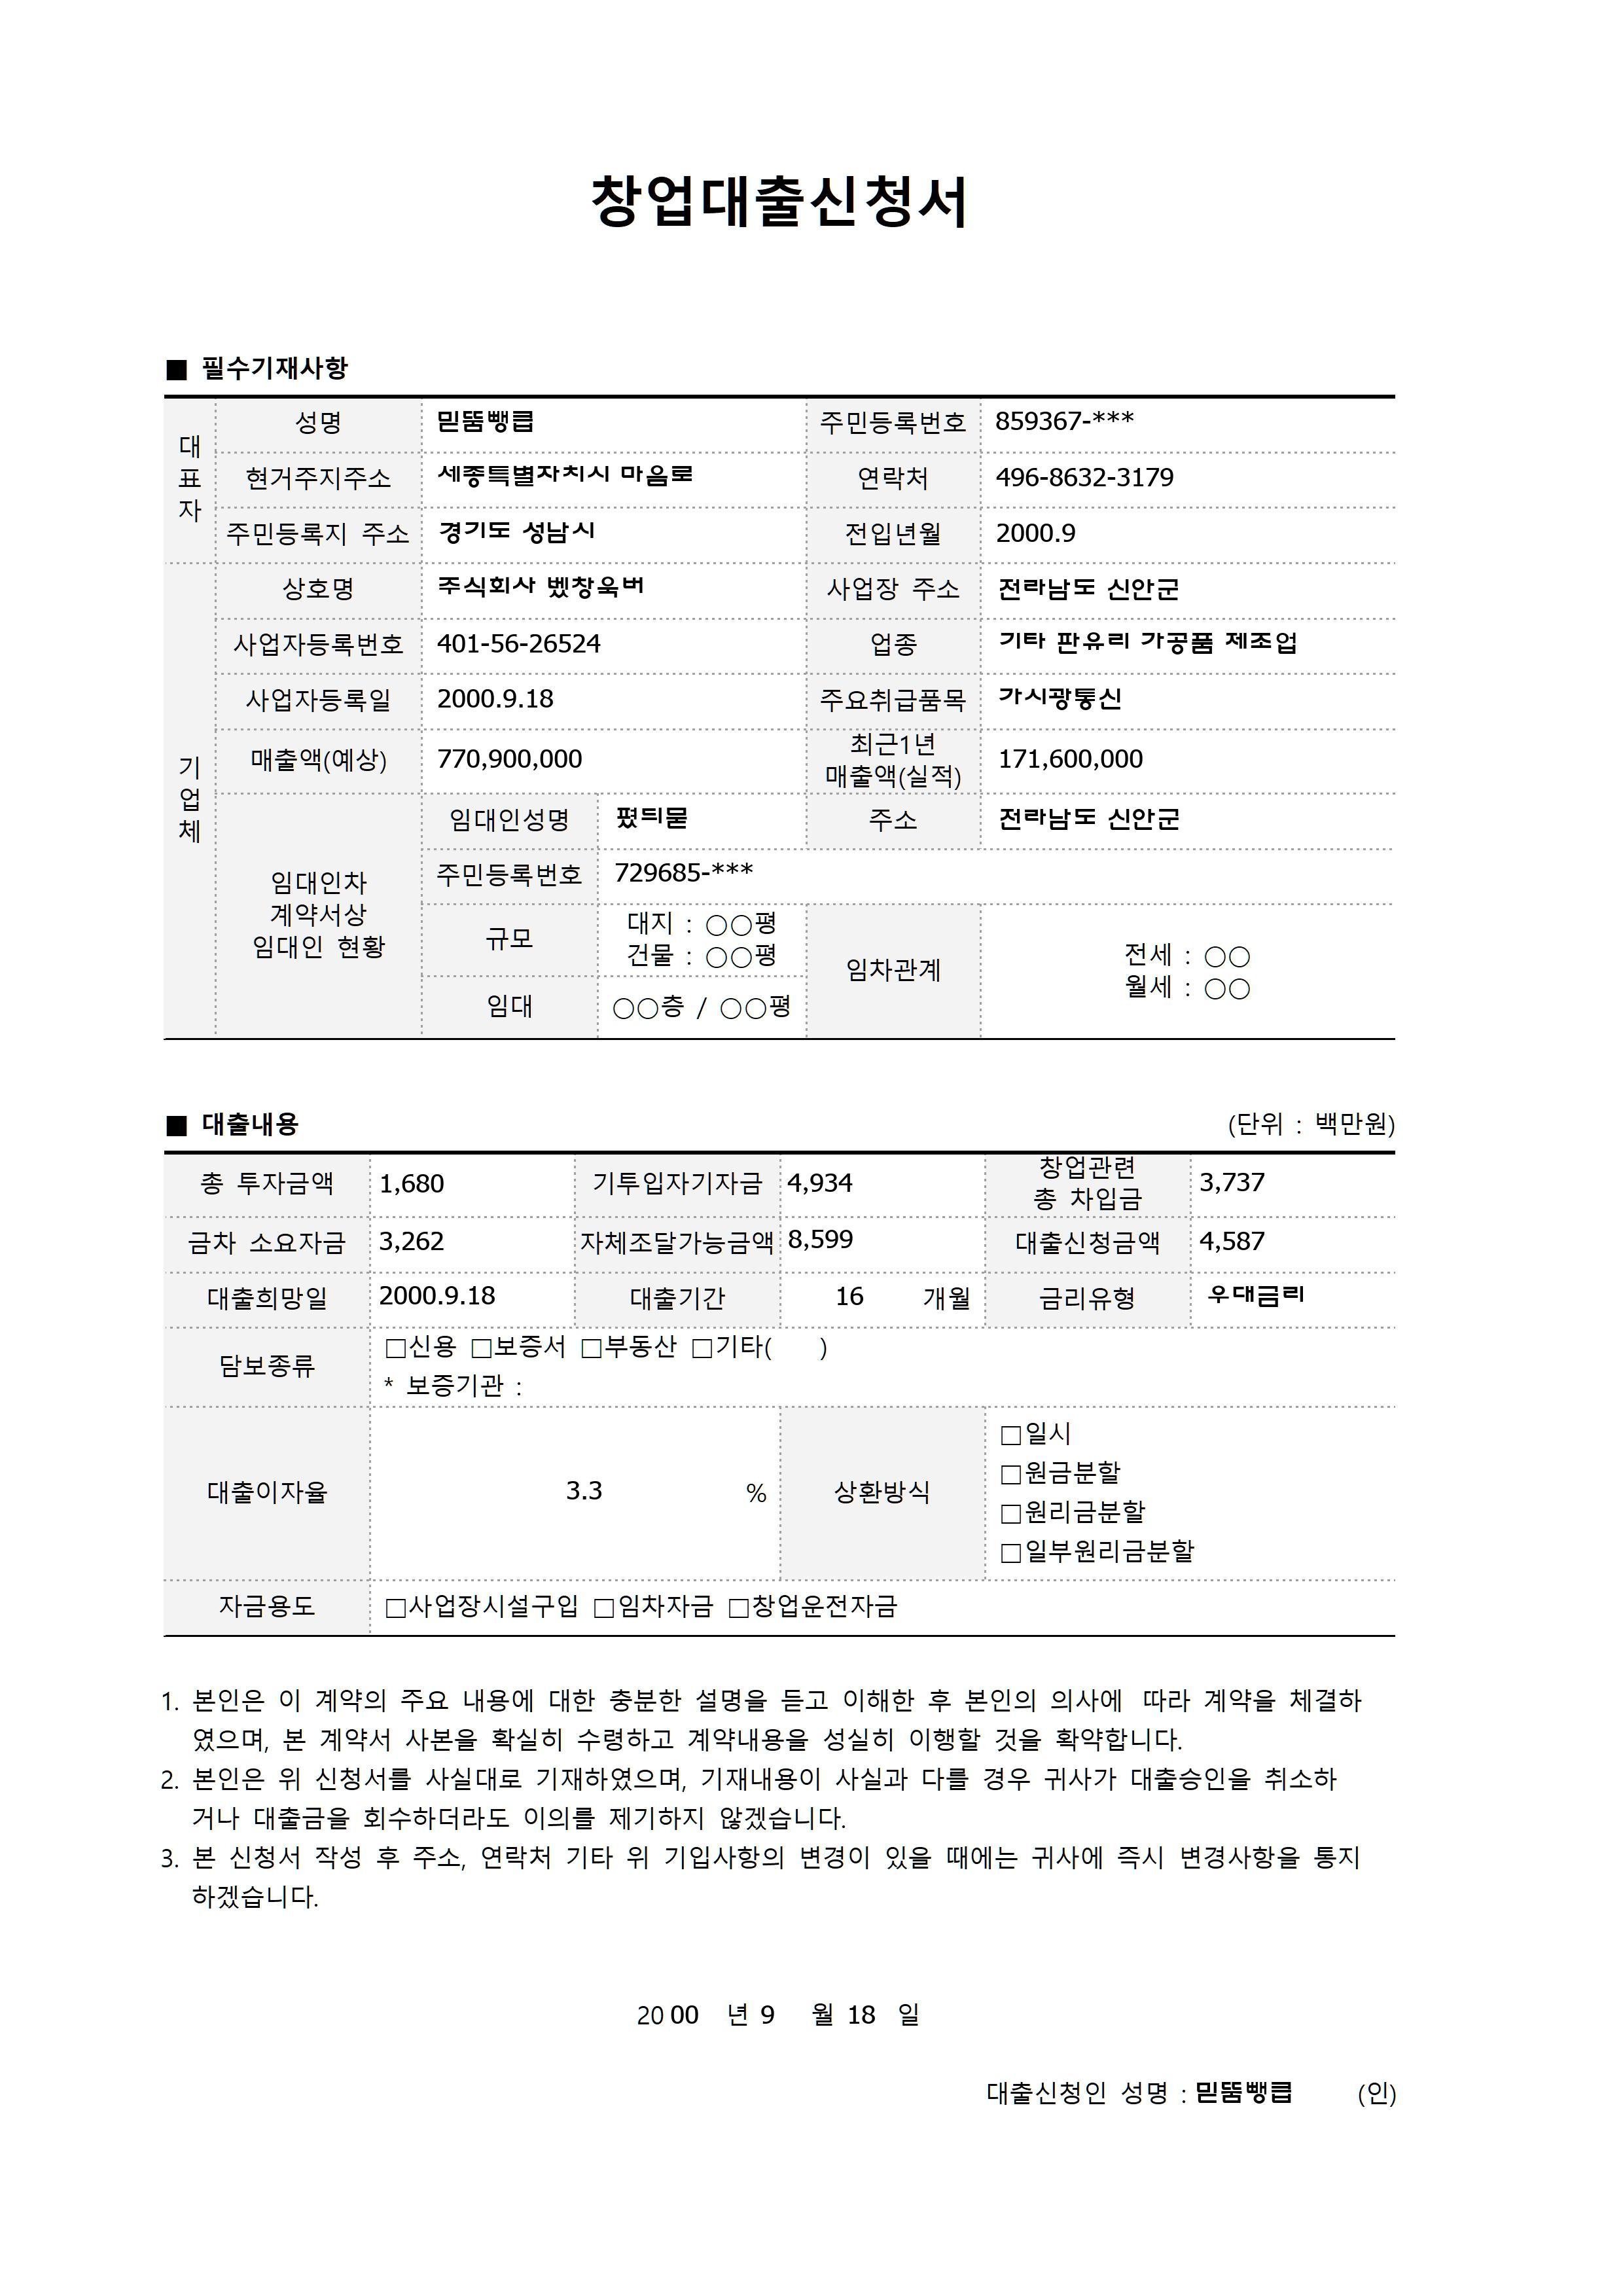 창업대출신청서
■ 필수기재사항
대표자 성명 믿뚬뺑큽 주민등록번호 859367-***
현거주지주소 세종특별자치시 마음로 연락처 496-8632-3179
주민등록지 주소 경기도 성남시 전입년월 2000.9
기업체 상호명 주식회사 벴창욱버 사업장 주소 전라남도 신안군
사업자등록번호 401-56-26524 업종 기타 판유리 가공품 제조업
사업자등록일 2000.9.18 주요취급품목 가시광통신
매출액(예상) 770,900,000 최근1년 매출액(실적) 171,600,000
임대인차 계약서상 임대인 현황 임대인성명 폈듸묻 주소 전라남도 신안군
주민등록번호 729685-***
규모 대지 : ○○평
건물 : ○○평
임차관계 전세 : ○○
월세 : ○○
임대 ○○층 / ○○평
■ 대출내용 (단위 : 백만원)
총 투자금액 1,680 기투입자기자금 4,934 창업관련 총 차입금 3,737
금차 소요자금 3,262 자체조달가능금액 8,599 대출신청금액 4,587
대출희망일 2000.9.18 대출기간 16 개월 금리유형 우대금리
담보종류 □신용 □보증서 □부동산 □기타( )
* 보증기관 :
대출이자율 3.3 % 상환방식
□일시
□원금분할
□원리금분할
□일부원리금분할
자금용도 □사업장시설구입 □임차자금 □창업운전자금
1. 본인은 이 계약의 주요 내용에 대한 충분한 설명을 듣고 이해한 후 본인의 의사에 따라 계약을 체결하
였으며, 본 계약서 사본을 확실히 수령하고 계약내용을 성실히 이행할 것을 확약합니다.
2. 본인은 위 신청서를 사실대로 기재하였으며, 기재내용이 사실과 다를 경우 귀사가 대출승인을 취소하
거나 대출금을 회수하더라도 이의를 제기하지 않겠습니다.
3. 본 신청서 작성 후 주소, 연락처 기타 위 기입사항의 변경이 있을 때에는 귀사에 즉시 변경사항을 통지
하겠습니다.
20 00 년 9 월 18 일
대출신청인 성명 : 믿뚬뺑큽 (인)